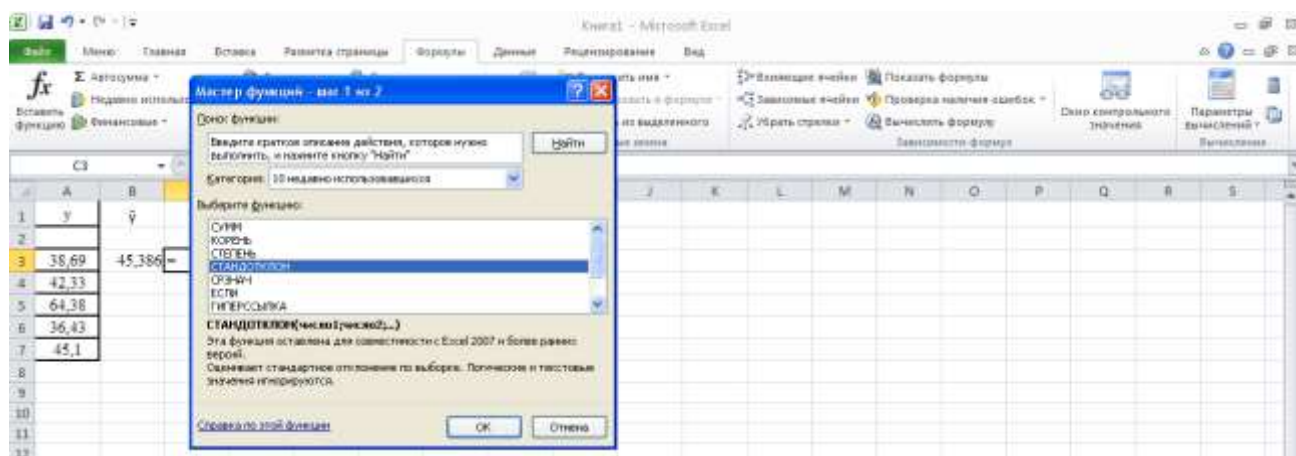 Книга1 - Microsoft Excel
Файл Меню Главная Вставка Разметка страницы Формулы Данные Рецензирование Вид
Σ Автосумма
Вставить функцию
Финансовые
Влияющие ячейки
Зависимые ячейки
Убрать стрелки
Показать формулы
Проверка наличия ошибок
Вычислить формулу
Зависимости формул
Окно контрольного значения
Параметры вычислений
Вычисление
C3
Мастер функций - шаг 1 из 2
Поиск функции:
Введите краткое описание действия, которое нужно
выполнить, и нажмите кнопку "Найти"
Найти
Категория: 10 недавно использовавшихся
Выберите функцию:
СУММ
КОРЕНЬ
СТЕПЕНЬ
СТАНДОТКЛОН
СРЗНАЧ
ЕСЛИ
ГИПЕРССЫЛКА
СТАНДОТКЛОН(число1;число2;...)
Эта функция оставлена для совместимости с Excel 2007 и более ранних
версий.
Оценивает стандартное отклонение по выборке. Логические и текстовые
значения игнорируются.
Справка по этой функции
ОК Отмена
A B J K L M N O P Q R S
1 y ȳ
2
3 38,69 45,386 =
4 42,33
5 64,38
6 36,43
7 45,1
8
9
10
11
12